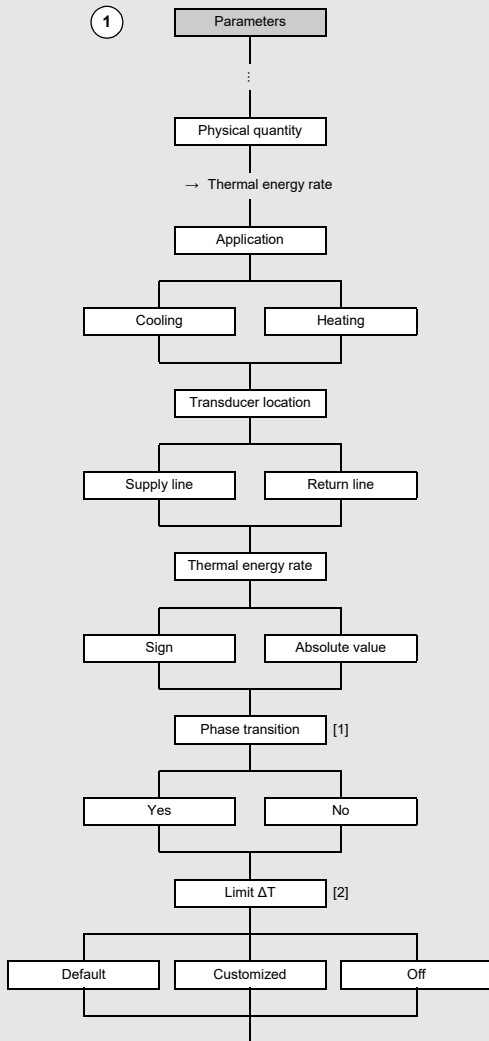 1 Parameters
⋮
Physical quantity
→ Thermal energy rate
Application
Cooling Heating
Transducer location
Supply line Return line
Thermal energy rate
Sign Absolute value
Phase transition [1]
Yes No
Limit ΔT [2]
Default Customized Off